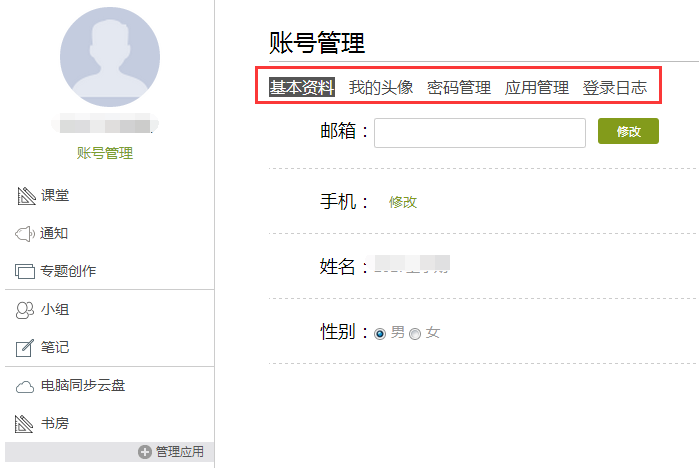 账号管理
课堂
通知
专题创作
小组
笔记
电脑同步云盘
书房
管理应用
账号管理
基本资料 我的头像 密码管理 应用管理 登录日志
邮箱： 修改
手机： 修改
姓名：
性别： 男 女